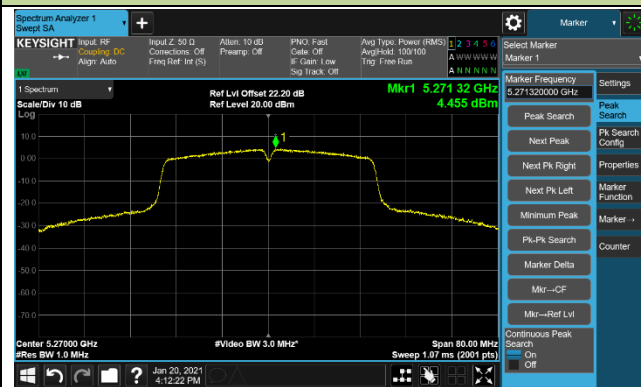 Spectrum Analyzer 1
Swept SA
Marker
KEYSIGHT
Input: RF
Coupling: DC
Align: Auto
Input Z: 50 Ω
Corrections: Off
Freq Ref: Int (S)
Atten: 10 dB
Preamp: Off
PNO: Fast
Gate: Off
IF Gain: Low
Sig Track: Off
Avg Type: Power (RMS)
Avg|Hold: 100/100
Trig: Free Run
1 2 3 4 5 6
A W W W W W
A N N N N N
LXI
Select Marker
Marker 1
1 Spectrum
Scale/Div 10 dB
Log
Ref Lvl Offset 22.20 dB
Ref Level 20.00 dBm
Mkr1 5.271 32 GHz
4.455 dBm
1
10.0
0.00
-10.0
-20.0
-30.0
-40.0
-50.0
-60.0
-70.0
Center 5.27000 GHz
#Res BW 1.0 MHz
#Video BW 3.0 MHz*
Span 80.00 MHz
Sweep 1.07 ms (2001 pts)
Marker Frequency
5.271320000 GHz
Peak Search
Next Peak
Next Pk Right
Next Pk Left
Minimum Peak
Pk-Pk Search
Marker Delta
Mkr→CF
Mkr→Ref Lvl
Continuous Peak
Search
On
Off
Settings
Peak
Search
Pk Search
Config
Properties
Marker
Function
Marker→
Counter
Jan 20, 2021
4:12:22 PM